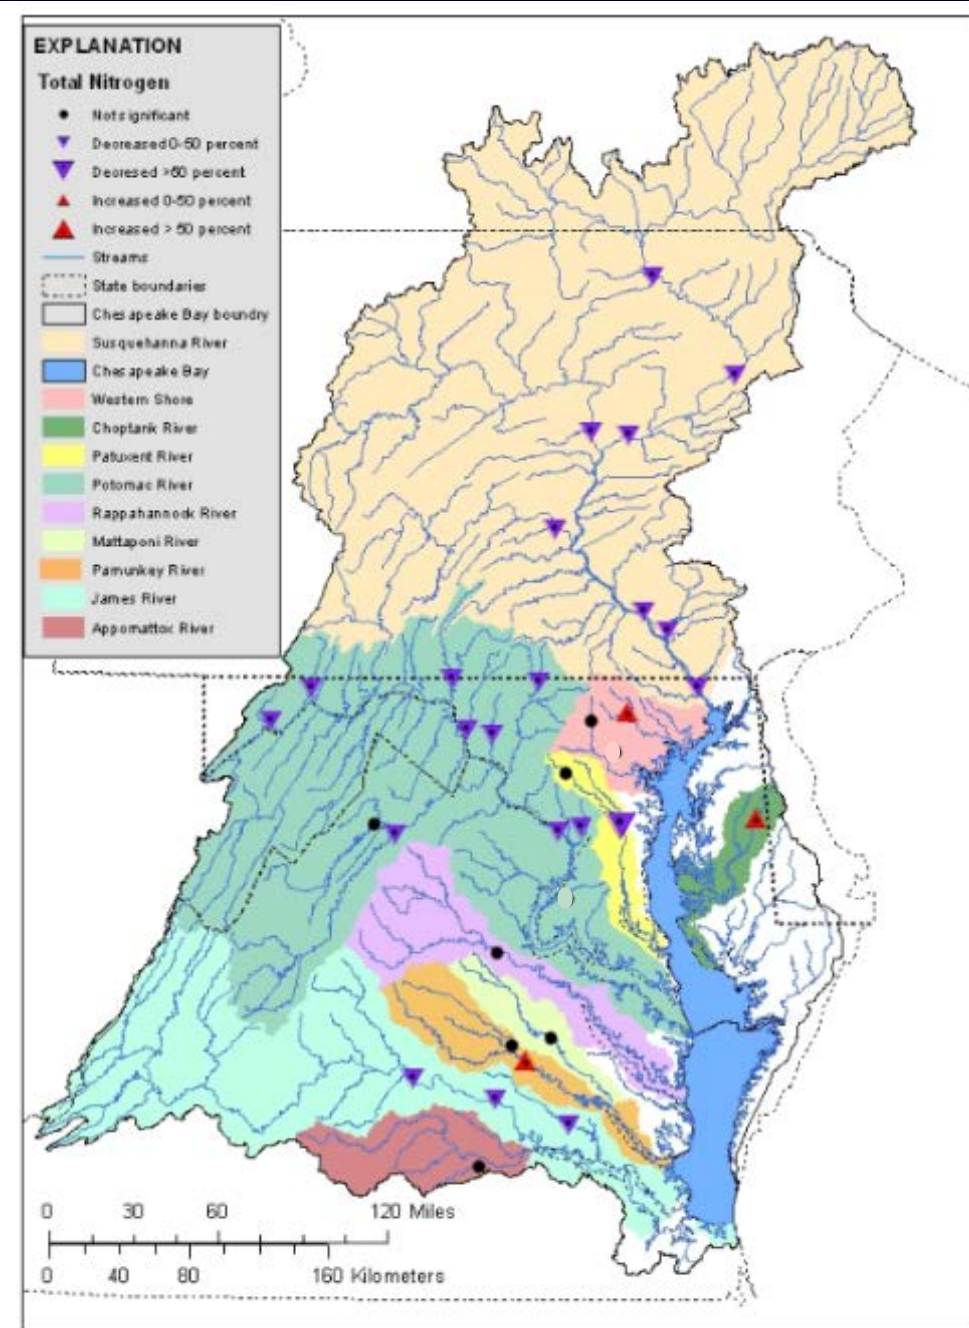 EXPLANATION
Total Nitrogen
Not significant
Decreased 0-50 percent
Decresed >50 percent
Increased 0-50 percent
Increased > 50 percent
Streams
State boundaries
Chesapeake Bay boundry
Susquehanna River
Chesapeake Bay
Western Shore
Choptank River
Patuxent River
Potomac River
Rappahannock River
Mattaponi River
Pamunkey River
James River
Appomattox River
0 30 60 120 Miles
0 40 80 160 Kilometers